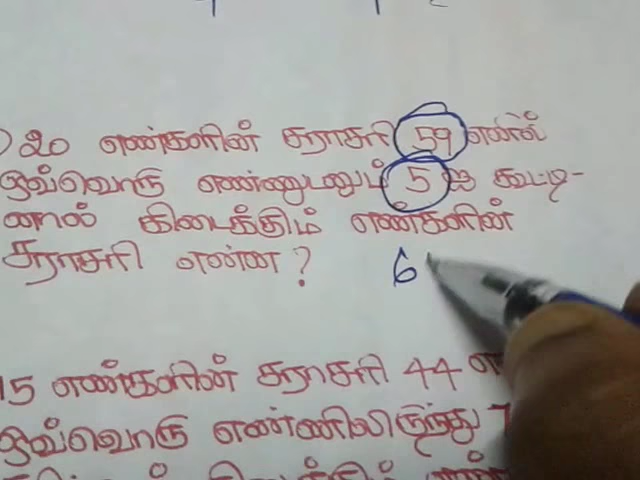 ) 20 எண்களின் சராசரி 59 எனில்
ஒவ்வொரு எண்ணுடனும் 5 ஐ கூட்டி-
னால் கிடைக்கும் எண்களின்
சராசரி என்ன? 6
15 எண்களின் சராசரி 44
ஒவ்வொரு எண்ணிலிருந்து 7